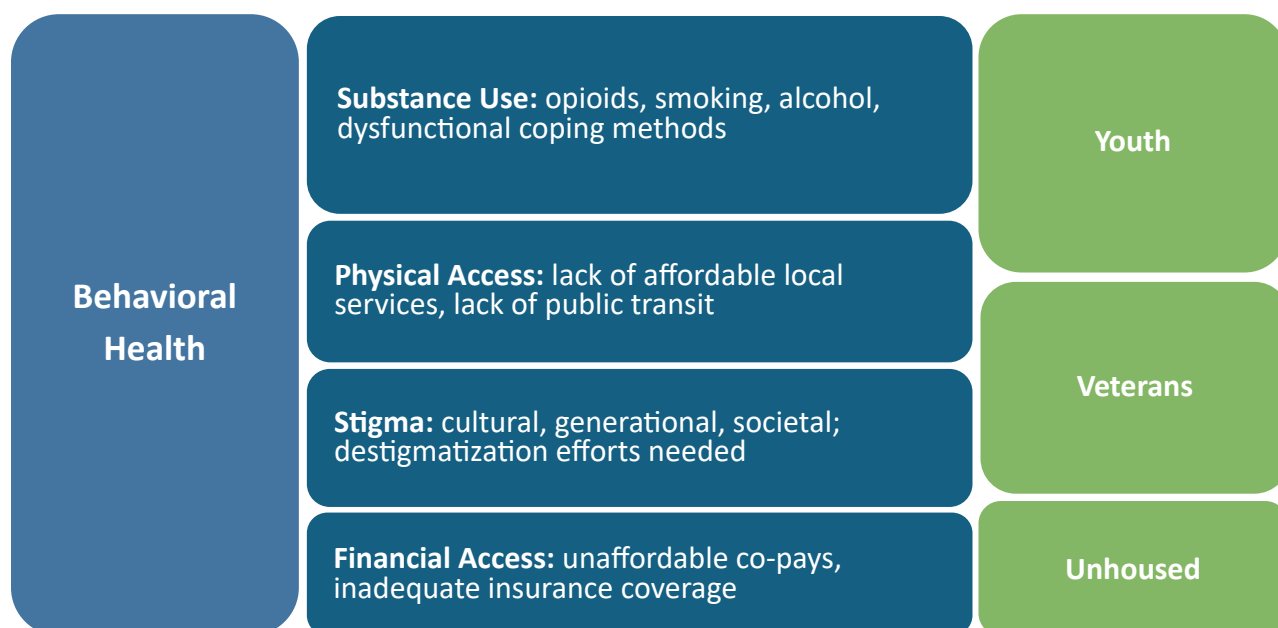 Behavioral
Health
Substance Use: opioids, smoking, alcohol,
dysfunctional coping methods
Physical Access: lack of affordable local
services, lack of public transit
Stigma: cultural, generational, societal;
destigmatization efforts needed
Financial Access: unaffordable co-pays,
inadequate insurance coverage
Youth
Veterans
Unhoused